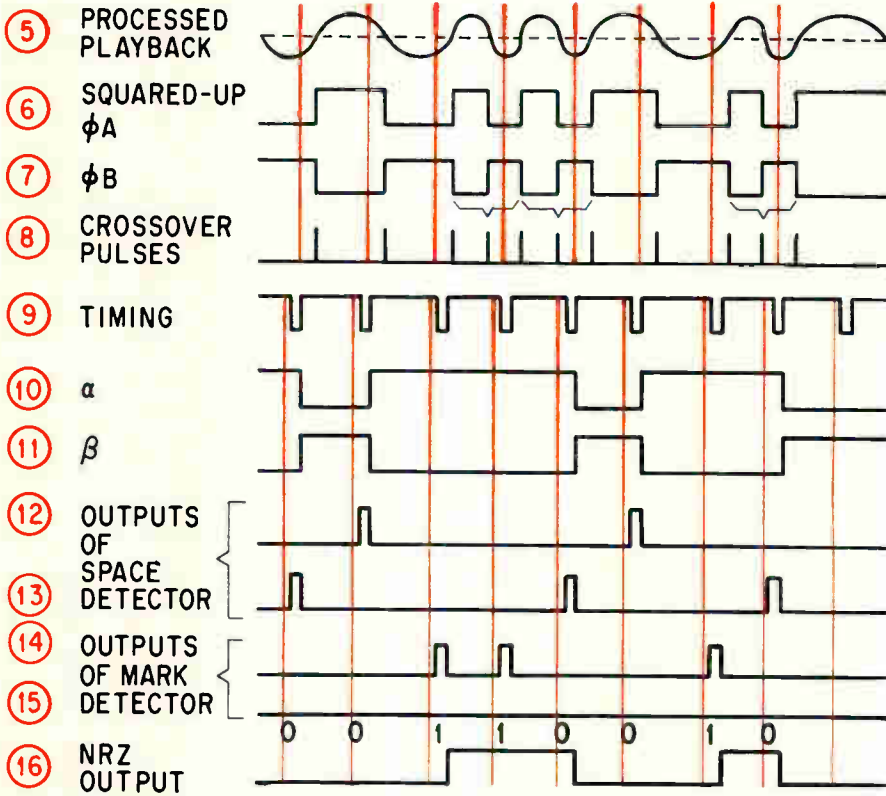 5 PROCESSED
PLAYBACK
6 SQUARED-UP
φA
7 φB
8 CROSSOVER
PULSES
9 TIMING
10 α
11 β
12 OUTPUTS
OF
SPACE
13 DETECTOR
14 OUTPUTS
OF MARK
15 DETECTOR
0 0 1 1 0 0 1 0
16 NRZ
OUTPUT